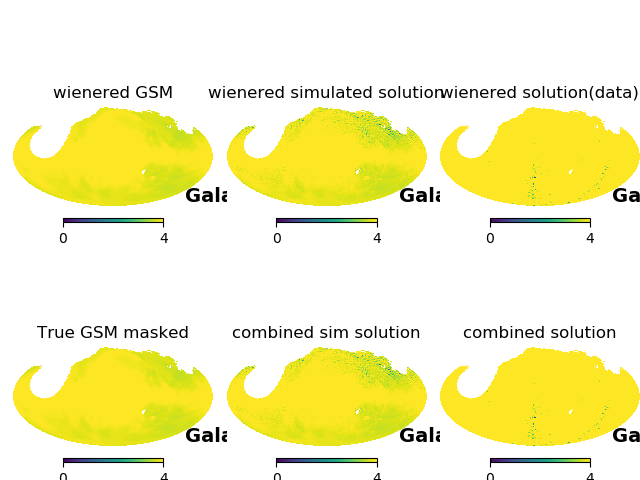 wienered GSM
wienered simulated solution
wienered solution(data)
Gala
Gala
Ga
0 4
0 4
0 4
True GSM masked
combined sim solution
combined solution
Gala
Gala
Ga
0 4
0 4
0 4